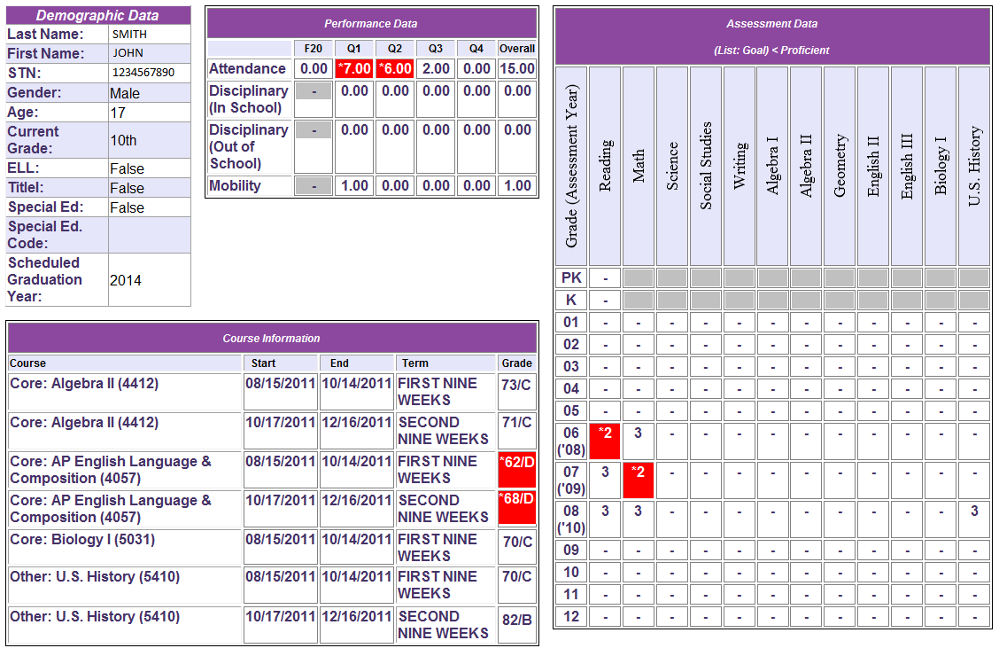 Demographic Data
Last Name: SMITH
First Name: JOHN
STN: 1234567890
Gender: Male
Age: 17
Current
Grade: 10th
ELL: False
TitleI: False
Special Ed: False
Special Ed.
Code:
Scheduled
Graduation
Year: 2014
Performance Data
F20 Q1 Q2 Q3 Q4 Overall
Attendance 0.00 *7.00 *6.00 2.00 0.00 15.00
Disciplinary - 0.00 0.00 0.00 0.00 0.00
(In School)
Disciplinary - 0.00 0.00 0.00 0.00 0.00
(Out of
School)
Mobility - 1.00 0.00 0.00 0.00 1.00
Course Information
Course Start End Term Grade
Core: Algebra II (4412) 08/15/2011 10/14/2011 FIRST NINE 73/C
WEEKS
Core: Algebra II (4412) 10/17/2011 12/16/2011 SECOND 71/C
NINE WEEKS
Core: AP English Language & 08/15/2011 10/14/2011 FIRST NINE *62/D
Composition (4057) WEEKS
Core: AP English Language & 10/17/2011 12/16/2011 SECOND *68/D
Composition (4057) NINE WEEKS
Core: Biology I (5031) 08/15/2011 10/14/2011 FIRST NINE 70/C
WEEKS
Other: U.S. History (5410) 08/15/2011 10/14/2011 FIRST NINE 70/C
WEEKS
Other: U.S. History (5410) 10/17/2011 12/16/2011 SECOND 82/B
NINE WEEKS
Assessment Data
(List: Goal) < Proficient
Grade (Assessment Year)
Reading
Math
Science
Social Studies
Writing
Algebra I
Algebra II
Geometry
English II
English III
Biology I
U.S. History
PK -
K -
01 - - - - - - - - - - - -
02 - - - - - - - - - - - -
03 - - - - - - - - - - - -
04 - - - - - - - - - - - -
05 - - - - - - - - - - - -
06 *2 3 - - - - - - - - - -
('08)
07 3 *2 - - - - - - - - - -
('09)
08 3 3 - - - - - - - - - 3
('10)
09 - - - - - - - - - - - -
10 - - - - - - - - - - - -
11 - - - - - - - - - - - -
12 - - - - - - - - - - - -